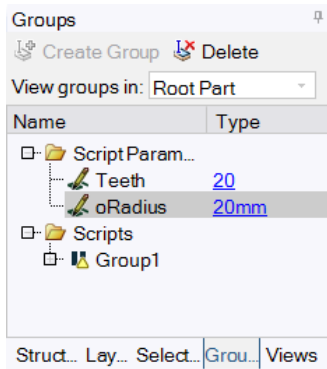 Groups
Create Group Delete
View groups in: Root Part
Name Type
Script Param...
Teeth 20
oRadius 20mm
Scripts
Group1
Struct... Lay... Select... Grou... Views